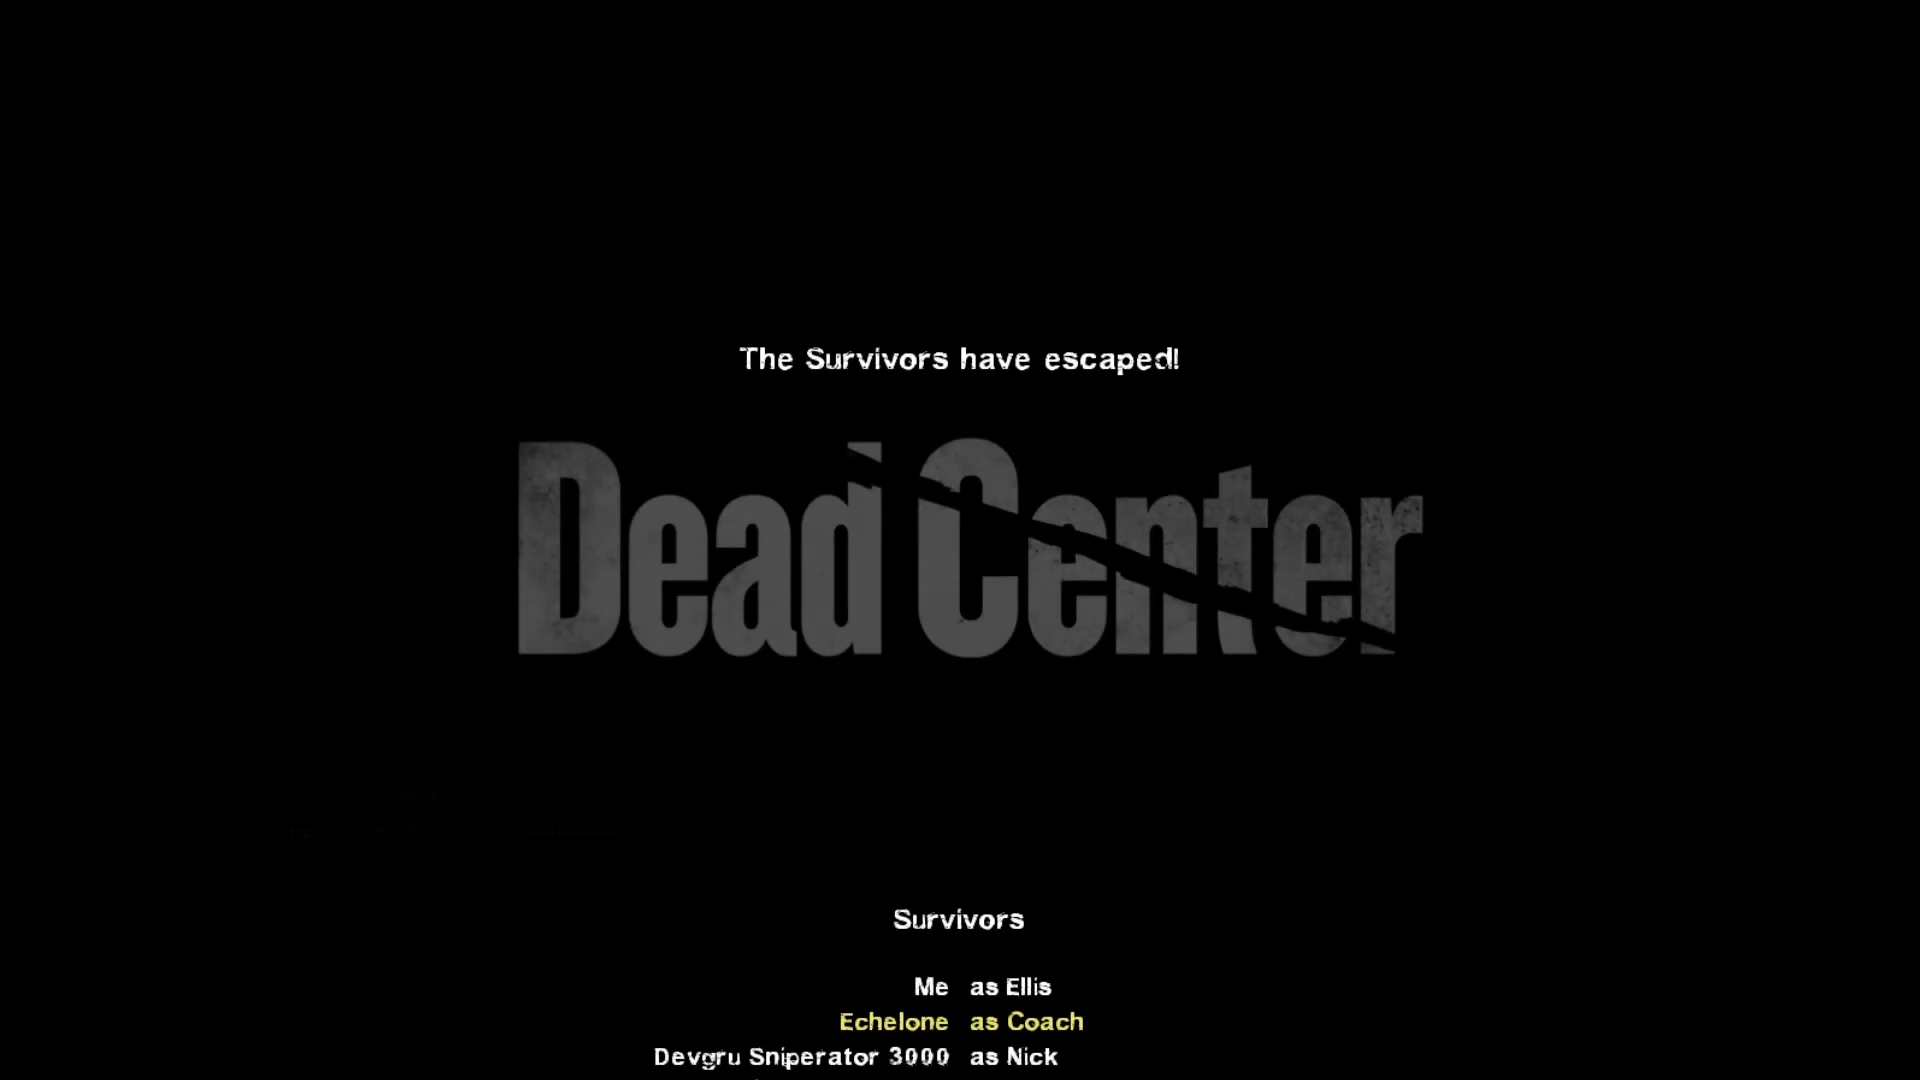 The Survivors have escaped!
Dead Center
Survivors
Me as Ellis
Echelone as Coach
Devgru Sniperator 3000 as Nick